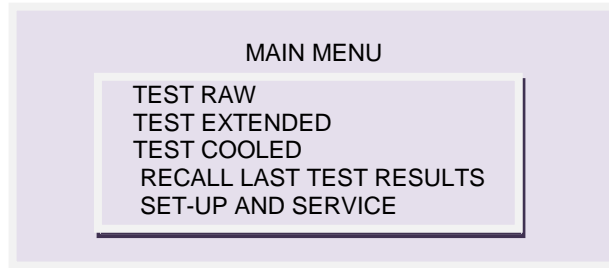 MAIN MENU
TEST RAW
TEST EXTENDED
TEST COOLED
RECALL LAST TEST RESULTS
SET-UP AND SERVICE